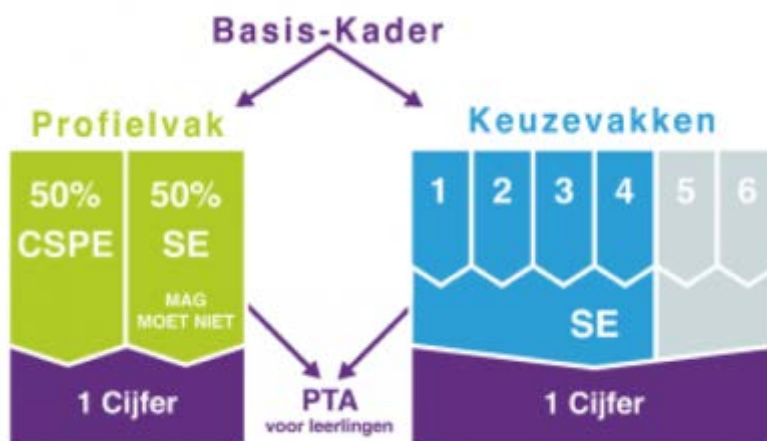 Basis-Kader
Profielvak
Keuzevakken
50%
CSPE
50%
SE
MAG
MOET NIET
1 2 3 4 5 6
SE
1 Cijfer
PTA
voor leerlingen
1 Cijfer